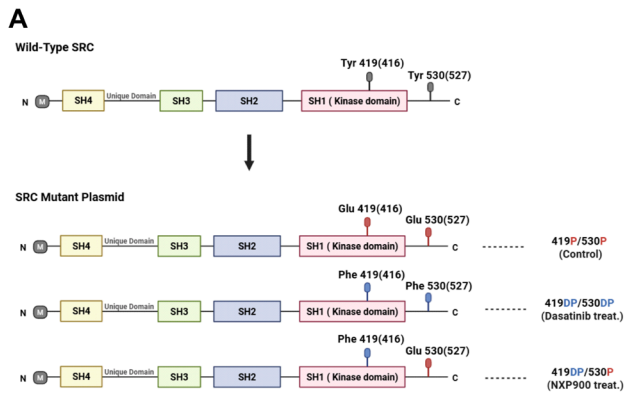 A
Wild-Type SRC
Tyr 419(416)
Tyr 530(527)
N M SH4 Unique Domain SH3 SH2 SH1 ( Kinase domain) C
SRC Mutant Plasmid
Glu 419(416)
Glu 530(527)
N M SH4 Unique Domain SH3 SH2 SH1 ( Kinase domain) C 419P/530P
(Control)
Phe 419(416)
Phe 530(527)
N M SH4 Unique Domain SH3 SH2 SH1 ( Kinase domain) C 419DP/530DP
(Dasatinib treat.)
Phe 419(416)
Glu 530(527)
N M SH4 Unique Domain SH3 SH2 SH1 ( Kinase domain) C 419DP/530P
(NXP900 treat.)